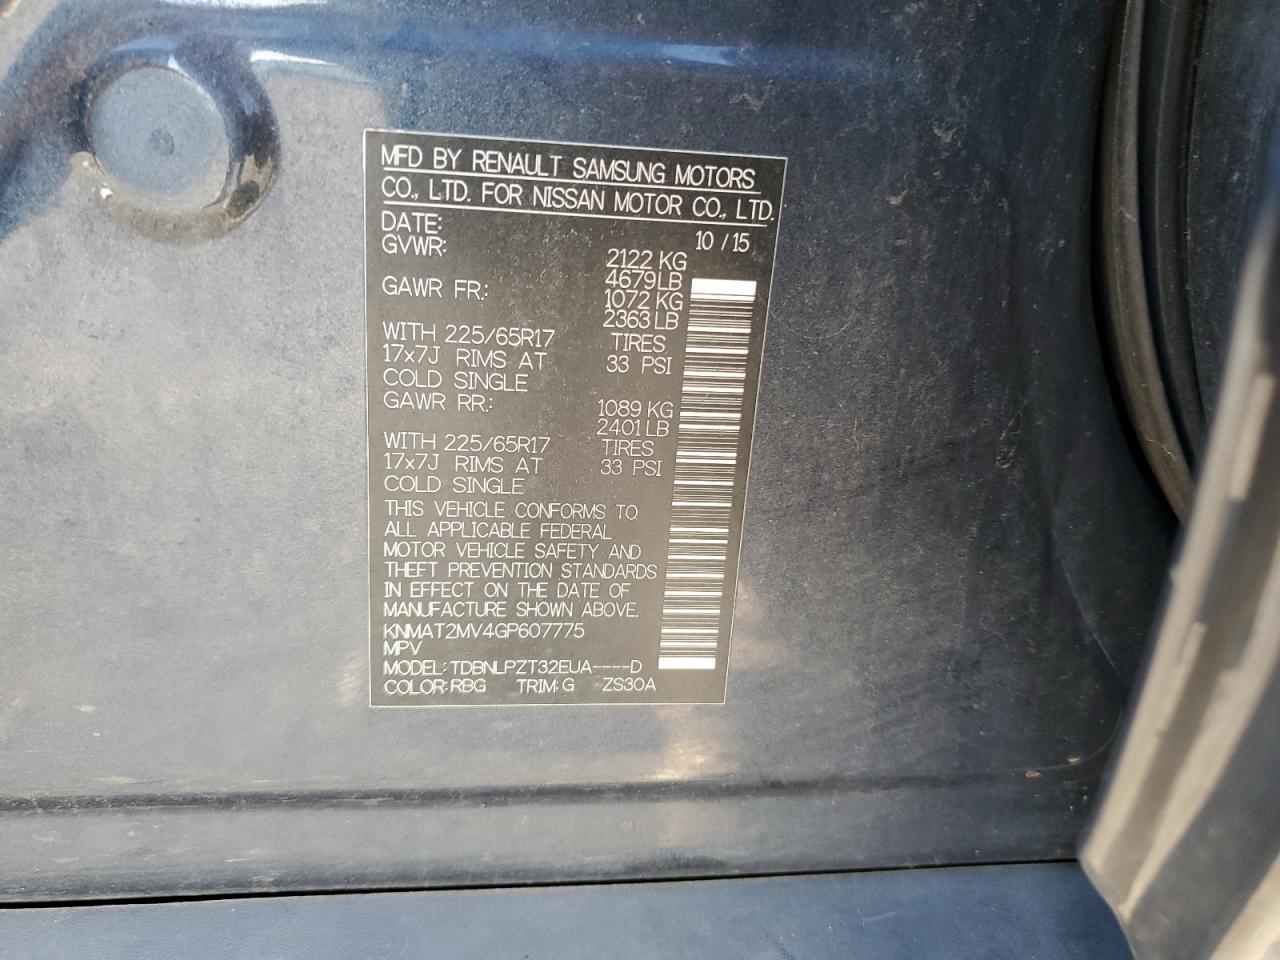 MFD BY RENAULT SAMSUNG MOTORS
CO., LTD. FOR NISSAN MOTOR CO., LTD.
DATE: 10 / 15
GVWR: 2122 KG
4679 LB
GAWR FR.: 1072 KG
2363 LB
WITH 225/65R17 TIRES
17x7J RIMS AT 33 PSI
COLD SINGLE
GAWR RR.: 1089 KG
2401 LB
WITH 225/65R17 TIRES
17x7J RIMS AT 33 PSI
COLD SINGLE
THIS VEHICLE CONFORMS TO
ALL APPLICABLE FEDERAL
MOTOR VEHICLE SAFETY AND
THEFT PREVENTION STANDARDS
IN EFFECT ON THE DATE OF
MANUFACTURE SHOWN ABOVE.
KNMAT2MV4GP607775
MPV
MODEL: TDBNLPZT32EUA----D
COLOR: RBG TRIM: G ZS30A